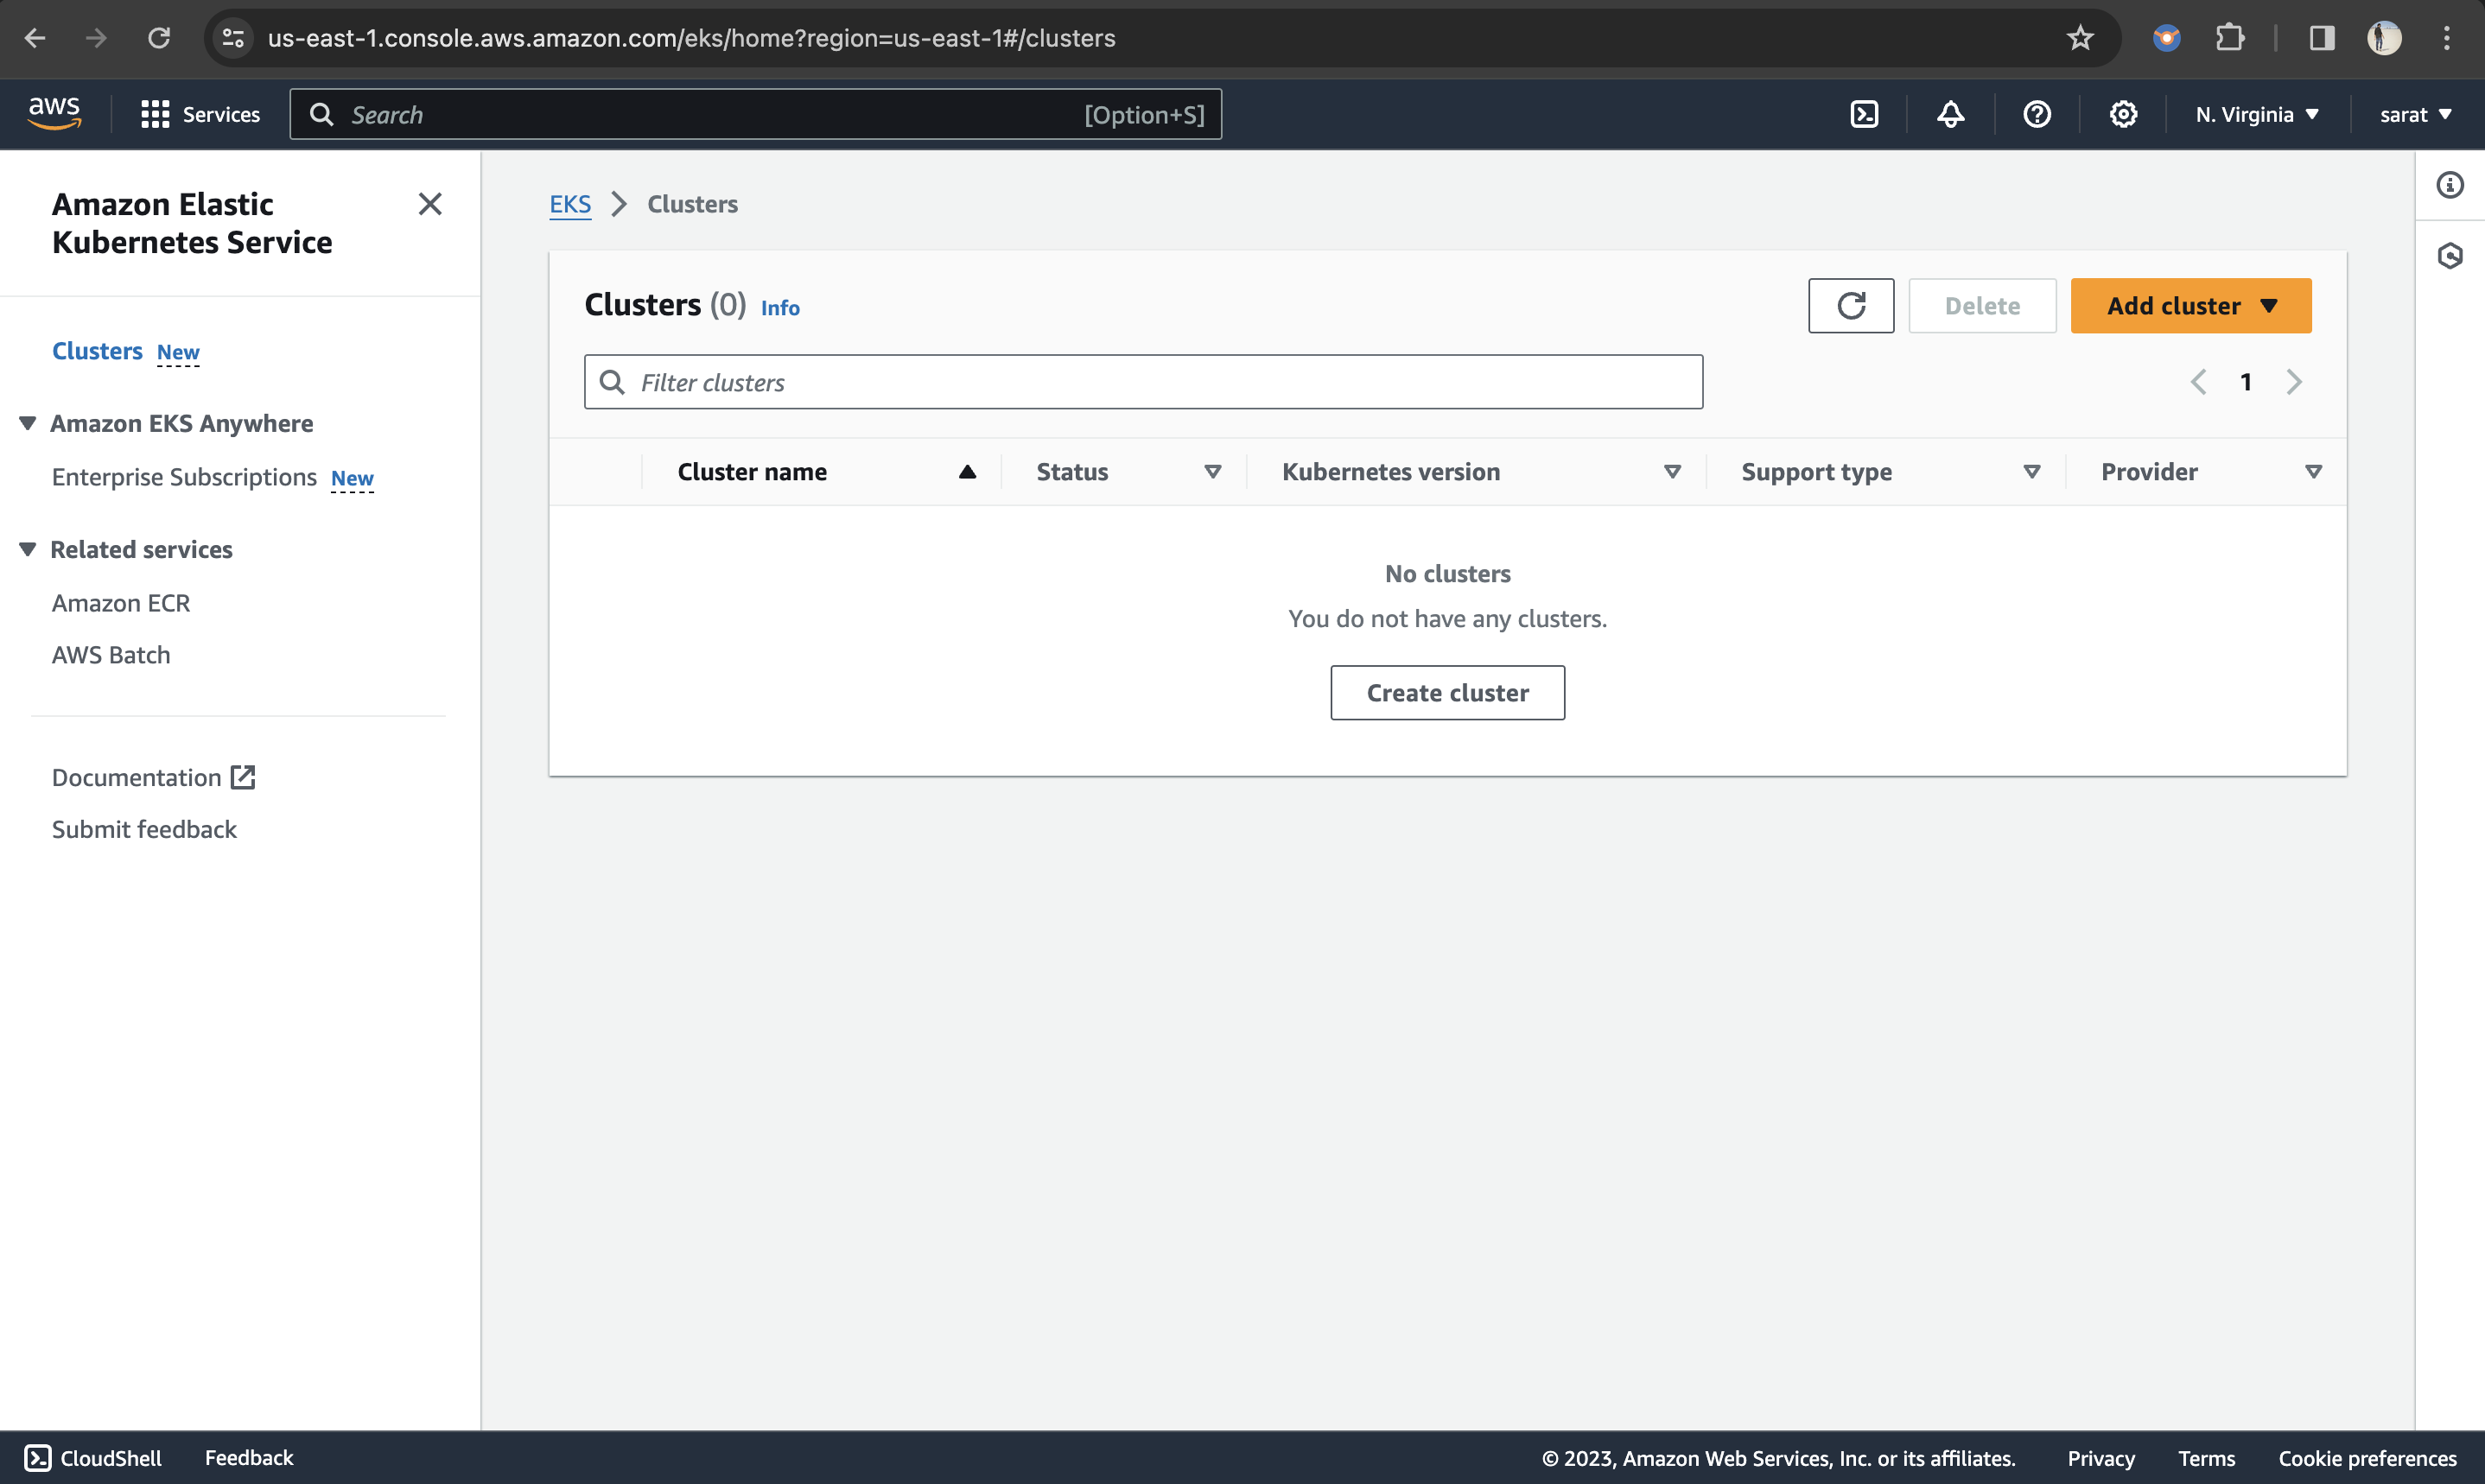 us-east-1.console.aws.amazon.com/eks/home?region=us-east-1#/clusters
aws
Services
Search
[Option+S]
N. Virginia
sarat
Amazon Elastic
Kubernetes Service
Clusters New
Amazon EKS Anywhere
Enterprise Subscriptions New
Related services
Amazon ECR
AWS Batch
Documentation
Submit feedback
EKS
Clusters
Clusters (0) Info
Delete
Add cluster
Filter clusters
1
Cluster name
Status
Kubernetes version
Support type
Provider
No clusters
You do not have any clusters.
Create cluster
CloudShell
Feedback
© 2023, Amazon Web Services, Inc. or its affiliates.
Privacy
Terms
Cookie preferences